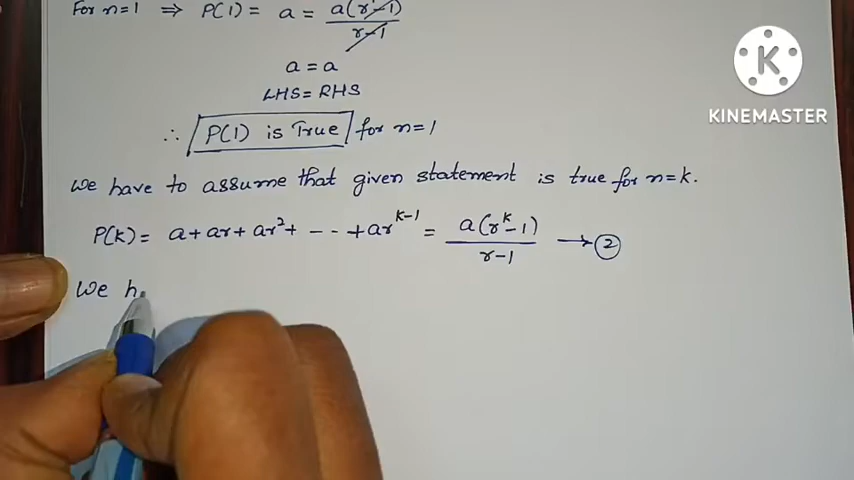 For n=1 ⇒ P(1) = a = a(r¹-1)/r-1
a = a
LHS = RHS
∴ P(1) is True for n=1
We have to assume that given statement is true for n=k.
P(k) = a + ar + ar² + - - - + ar^(k-1) = a(r^k-1)/r-1 → ②
We h
K
KINEMASTER